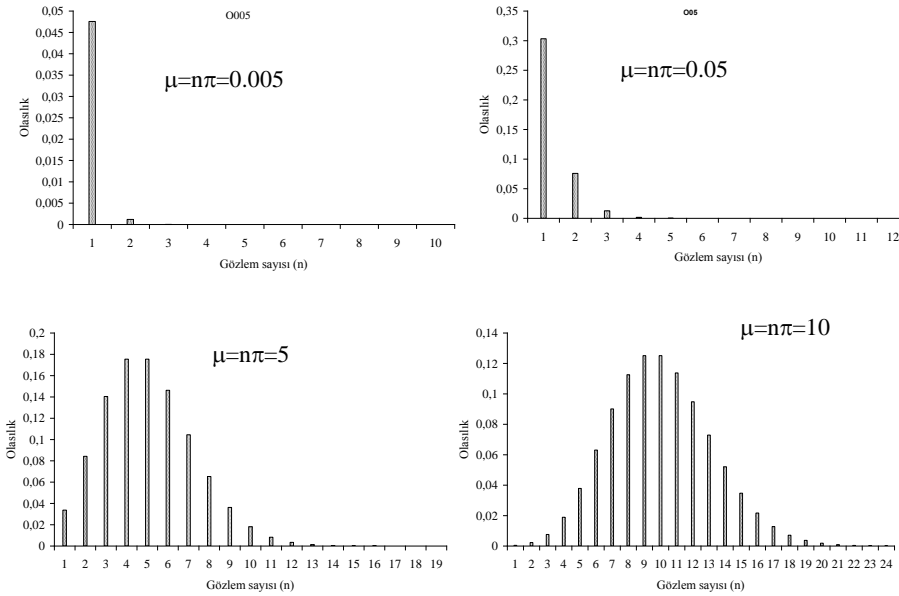 O005
μ=nπ=0.005
Olasılık
0,05
0,045
0,04
0,035
0,03
0,025
0,02
0,015
0,01
0,005
0
1 2 3 4 5 6 7 8 9 10
Gözlem sayısı (n)
O05
μ=nπ=0.05
Olasılık
0,35
0,3
0,25
0,2
0,15
0,1
0,05
0
1 2 3 4 5 6 7 8 9 10 11 12
Gözlem sayısı (n)
μ=nπ=5
Olasılık
0,2
0,18
0,16
0,14
0,12
0,1
0,08
0,06
0,04
0,02
0
1 2 3 4 5 6 7 8 9 10 11 12 13 14 15 16 17 18 19
Gözlem sayısı (n)
μ=nπ=10
Olasılık
0,14
0,12
0,1
0,08
0,06
0,04
0,02
0
1 2 3 4 5 6 7 8 9 10 11 12 13 14 15 16 17 18 19 20 21 22 23 24
Gözlem sayısı (n)